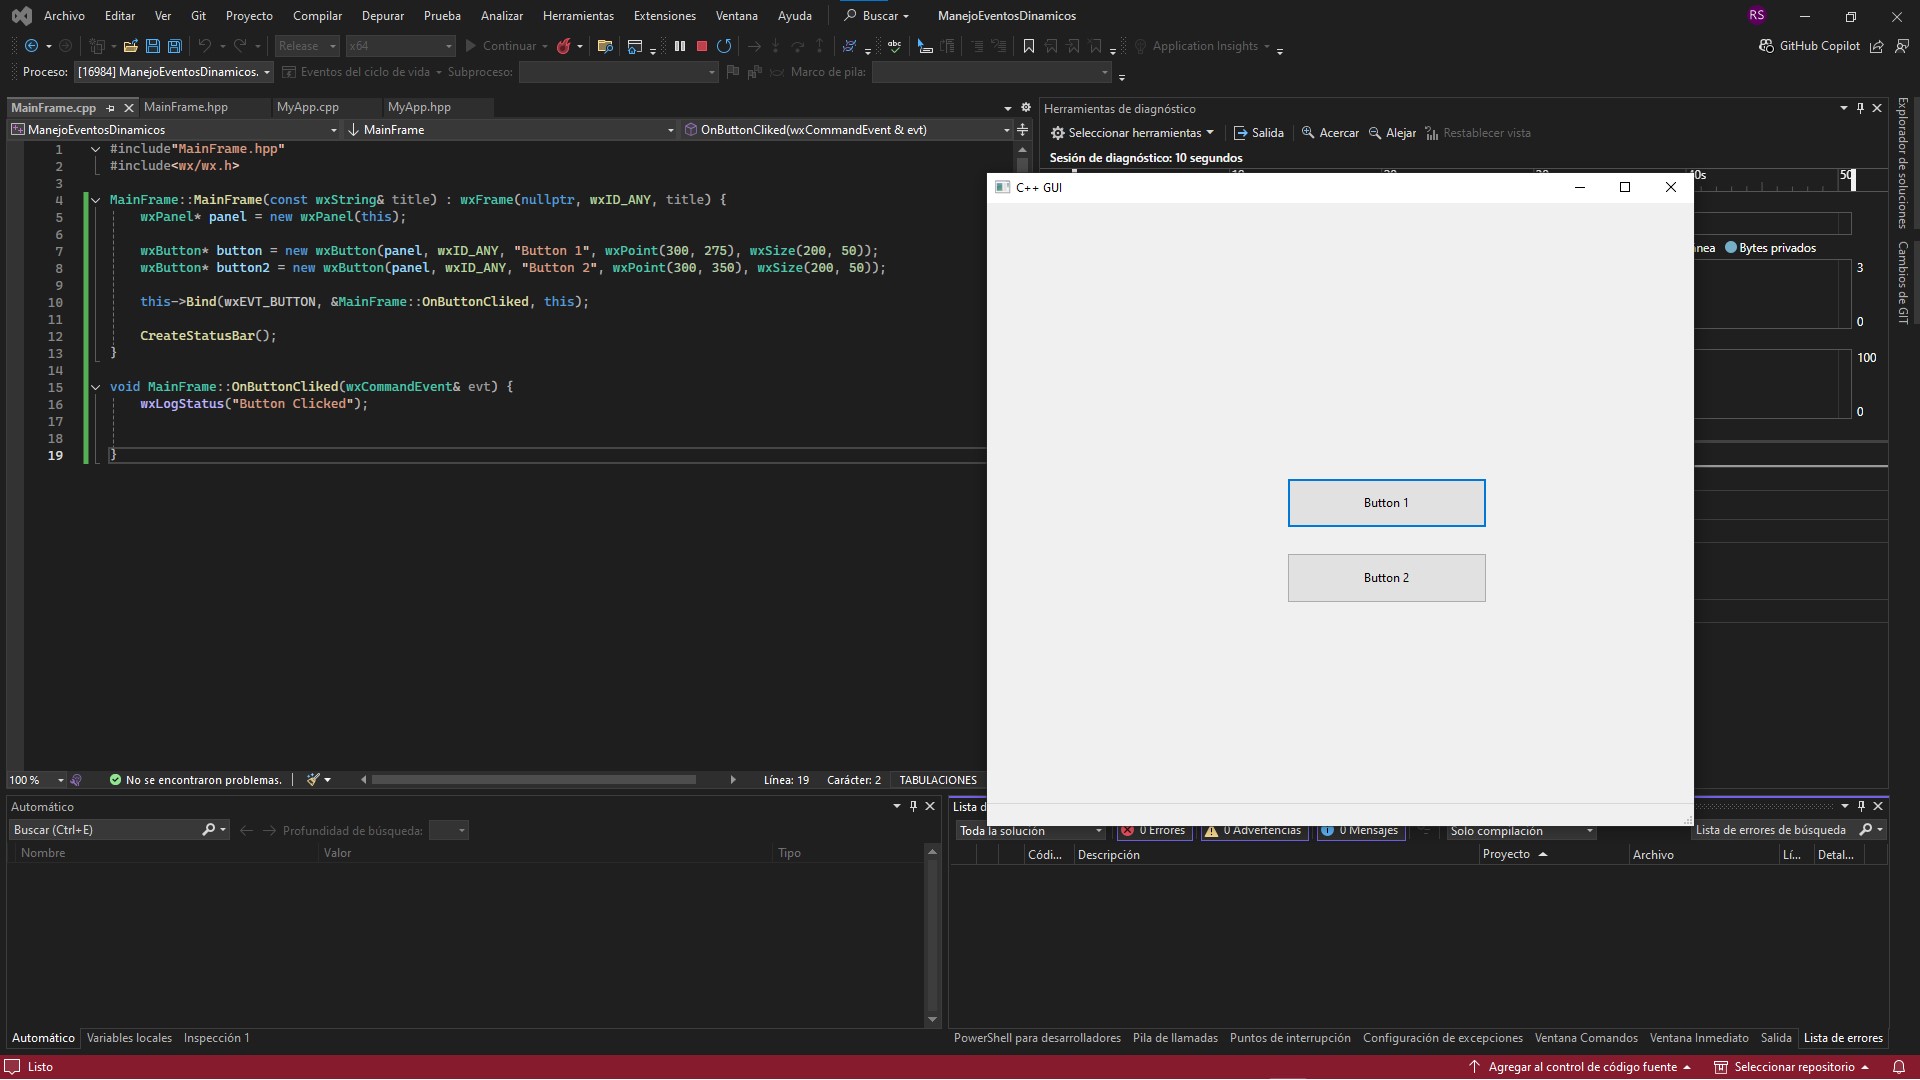 Archivo Editar Ver Git Proyecto Compilar Depurar Prueba Analizar Herramientas Extensiones Ventana Ayuda Buscar ManejoEventosDinamicos RS
Release x64 Continuar Application Insights GitHub Copilot
Proceso: [16984] ManejoEventosDinamicos. Eventos del ciclo de vida Subproceso: Marco de pila:
MainFrame.cpp MainFrame.hpp MyApp.cpp MyApp.hpp
ManejoEventosDinamicos MainFrame OnButtonCliked(wxCommandEvent & evt)
1 #include"MainFrame.hpp"
2 #include<wx/wx.h>
3
4 MainFrame::MainFrame(const wxString& title) : wxFrame(nullptr, wxID_ANY, title) {
5 wxPanel* panel = new wxPanel(this);
6
7 wxButton* button = new wxButton(panel, wxID_ANY, "Button 1", wxPoint(300, 275), wxSize(200, 50));
8 wxButton* button2 = new wxButton(panel, wxID_ANY, "Button 2", wxPoint(300, 350), wxSize(200, 50));
9
10 this->Bind(wxEVT_BUTTON, &MainFrame::OnButtonCliked, this);
11
12 CreateStatusBar();
13 }
14
15 void MainFrame::OnButtonCliked(wxCommandEvent& evt) {
16 wxLogStatus("Button Clicked");
17
18
19 }
100 % No se encontraron problemas. Línea: 19 Carácter: 2 TABULACIONES
Herramientas de diagnóstico
Seleccionar herramientas Salida Acercar Alejar Restablecer vista
Sesión de diagnóstico: 10 segundos
50
Bytes privados
3
0
100
0
C++ GUI
Button 1
Button 2
Explorador de soluciones
Cambios de GIT
Automático
Buscar (Ctrl+E) Profundidad de búsqueda:
Nombre Valor Tipo
Automático Variables locales Inspección 1
Lista d
Toda la solución 0 Errores 0 Advertencias 0 Mensajes Solo compilación Lista de errores de búsqueda
Códi... Descripción Proyecto Archivo Lí... Detal...
PowerShell para desarrolladores Pila de llamadas Puntos de interrupción Configuración de excepciones Ventana Comandos Ventana Inmediato Salida Lista de errores
Listo Agregar al control de código fuente Seleccionar repositorio